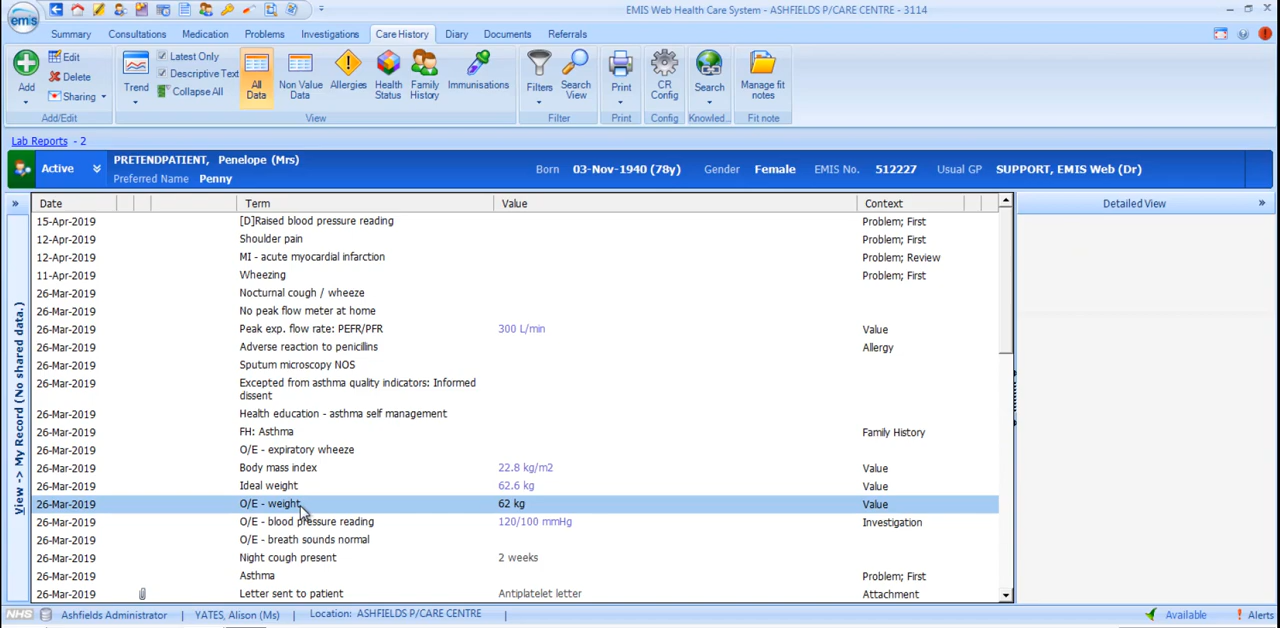 EMIS Web Health Care System - ASHFIELDS P/CARE CENTRE - 3114
emis
Summary Consultations Medication Problems Investigations Care History Diary Documents Referrals
Add Edit Delete Sharing Add/Edit
Trend Latest Only Descriptive Text Collapse All All Data Non Value Data Allergies Health Status Family History Immunisations View
Filters Search View Filter
Print Print
CR Config Config
Search Knowled...
Manage fit notes Fit note
Lab Reports - 2
Active PRETENDPATIENT, Penelope (Mrs) Born 03-Nov-1940 (78y) Gender Female EMIS No. 512227 Usual GP SUPPORT, EMIS Web (Dr)
Preferred Name Penny
» Date Term Value Context Detailed View »
View -> My Record (No shared data.)
15-Apr-2019 [D]Raised blood pressure reading Problem; First
12-Apr-2019 Shoulder pain Problem; First
12-Apr-2019 MI - acute myocardial infarction Problem; Review
11-Apr-2019 Wheezing Problem; First
26-Mar-2019 Nocturnal cough / wheeze
26-Mar-2019 No peak flow meter at home
26-Mar-2019 Peak exp. flow rate: PEFR/PFR 300 L/min Value
26-Mar-2019 Adverse reaction to penicillins Allergy
26-Mar-2019 Sputum microscopy NOS
26-Mar-2019 Excepted from asthma quality indicators: Informed
dissent
26-Mar-2019 Health education - asthma self management
26-Mar-2019 FH: Asthma Family History
26-Mar-2019 O/E - expiratory wheeze
26-Mar-2019 Body mass index 22.8 kg/m2 Value
26-Mar-2019 Ideal weight 62.6 kg Value
26-Mar-2019 O/E - weight 62 kg Value
26-Mar-2019 O/E - blood pressure reading 120/100 mmHg Investigation
26-Mar-2019 O/E - breath sounds normal
26-Mar-2019 Night cough present 2 weeks
26-Mar-2019 Asthma Problem; First
26-Mar-2019 Letter sent to patient Antiplatelet letter Attachment
NHS Ashfields Administrator | YATES, Alison (Ms) | Location: ASHFIELDS P/CARE CENTRE | Available ! Alerts